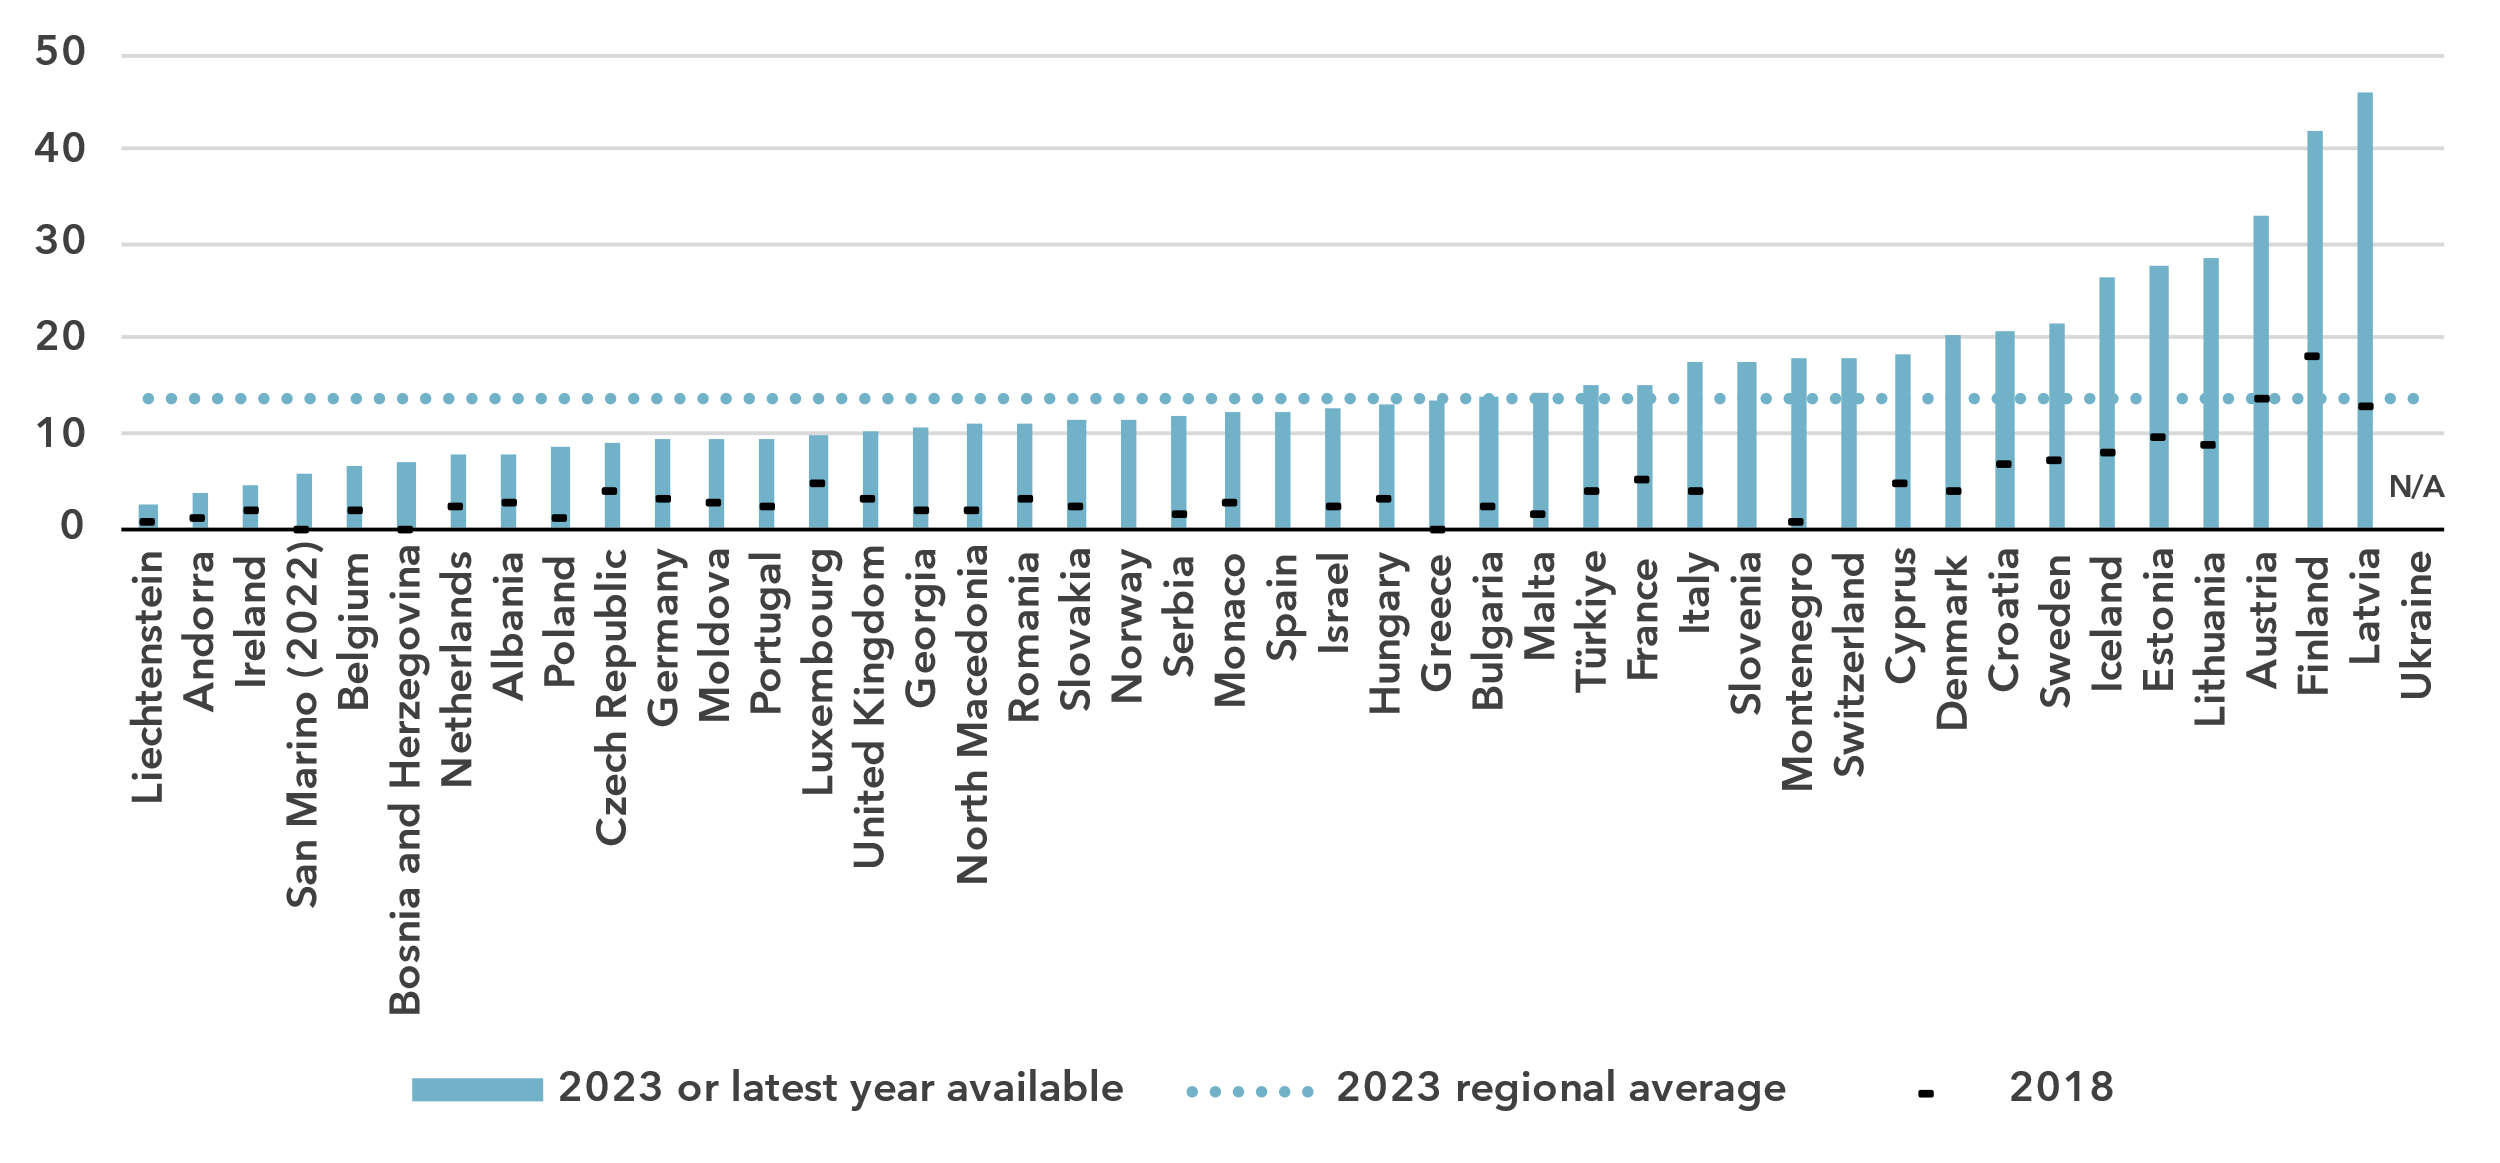 50
40
30
20
10
0
N/A
Liechtenstein
Andorra
Ireland
San Marino (2022)
Belgium
Bosnia and Herzegovina
Netherlands
Albania
Poland
Czech Republic
Germany
Moldova
Portugal
Luxembourg
United Kingdom
Georgia
North Macedonia
Romania
Slovakia
Norway
Serbia
Monaco
Spain
Israel
Hungary
Greece
Bulgaria
Malta
Türkiye
France
Italy
Slovenia
Montenegro
Switzerland
Cyprus
Denmark
Croatia
Sweden
Iceland
Estonia
Lithuania
Austria
Finland
Latvia
Ukraine
2023 or latest year available
2023 regional average
2018